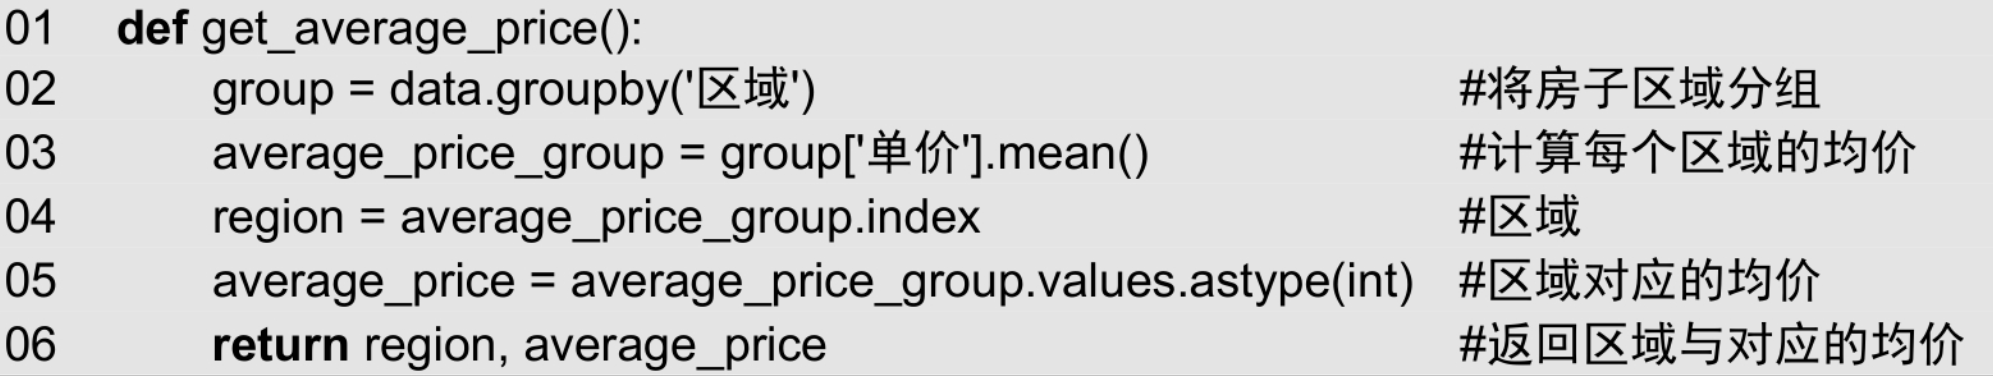 01 def get_average_price():
02 group = data.groupby('区域') #将房子区域分组
03 average_price_group = group['单价'].mean() #计算每个区域的均价
04 region = average_price_group.index #区域
05 average_price = average_price_group.values.astype(int) #区域对应的均价
06 return region, average_price #返回区域与对应的均价